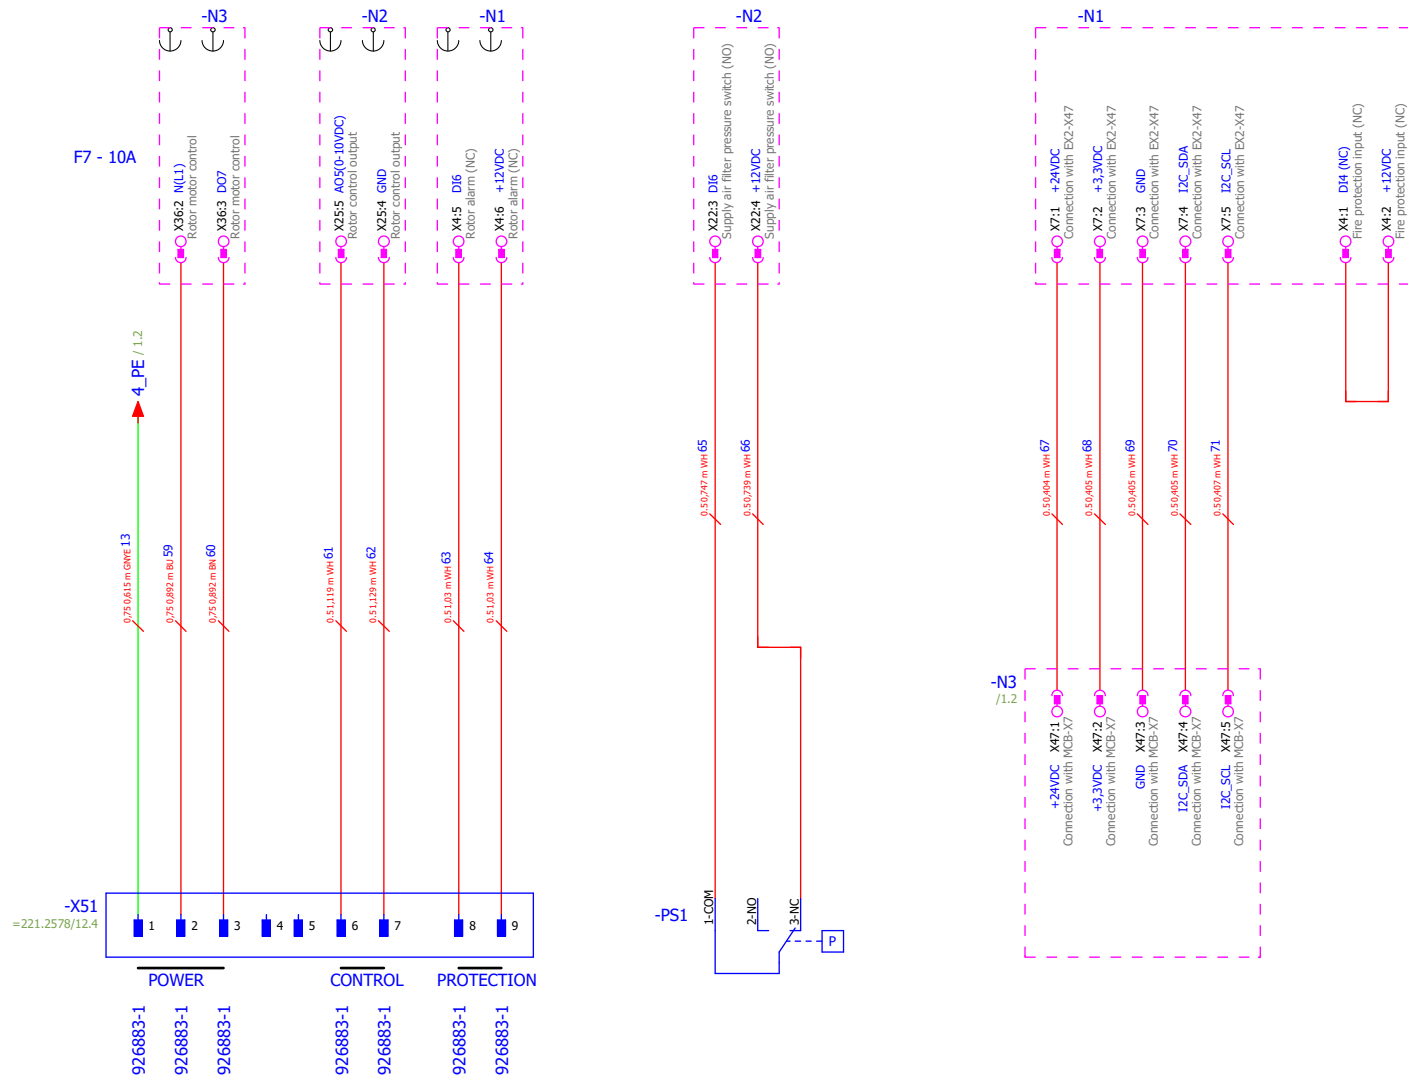 -N3
-N2
-N1
-N2
-N1
F7 - 10A
X36:2 N(L1)
Rotor motor control
X36:3 DO7
Rotor motor control
X25:5 AO5(0-10VDC)
Rotor control output
X25:4 GND
Rotor control output
X4:5 DI6
Rotor alarm (NC)
X4:6 +12VDC
Rotor alarm (NC)
X22:3 DI6
Supply air filter pressure switch (NO)
X22:4 +12VDC
Supply air filter pressure switch (NO)
X7:1 +24VDC
Connection with EX2-X47
X7:2 +3,3VDC
Connection with EX2-X47
X7:3 GND
Connection with EX2-X47
X7:4 I2C_SDA
Connection with EX2-X47
X7:5 I2C_SCL
Connection with EX2-X47
X4:1 DI4 (NC)
Fire protection input (NC)
X4:2 +12VDC
Fire protection input (NC)
4_PE / 1.2
0,75 0,615 m GNYE 13
0,75 0,892 m BU 59
0,75 0,892 m BN 60
0.5 1,119 m WH 61
0.5 1,129 m WH 62
0.5 1,03 m WH 63
0.5 1,03 m WH 64
0.5 0,747 m WH 65
0.5 0,739 m WH 66
0.5 0,404 m WH 67
0.5 0,405 m WH 68
0.5 0,405 m WH 69
0.5 0,405 m WH 70
0.5 0,407 m WH 71
-N3
/1.2
+24VDC X47:1
Connection with MCB-X7
+3,3VDC X47:2
Connection with MCB-X7
GND X47:3
Connection with MCB-X7
I2C_SDA X47:4
Connection with MCB-X7
I2C_SCL X47:5
Connection with MCB-X7
-X51
=221.2578/12.4
1 2 3 4 5 6 7 8 9
-PS1
1-COM
2-NO
3-NC
P
POWER
CONTROL
PROTECTION
926883-1
926883-1
926883-1
926883-1
926883-1
926883-1
926883-1